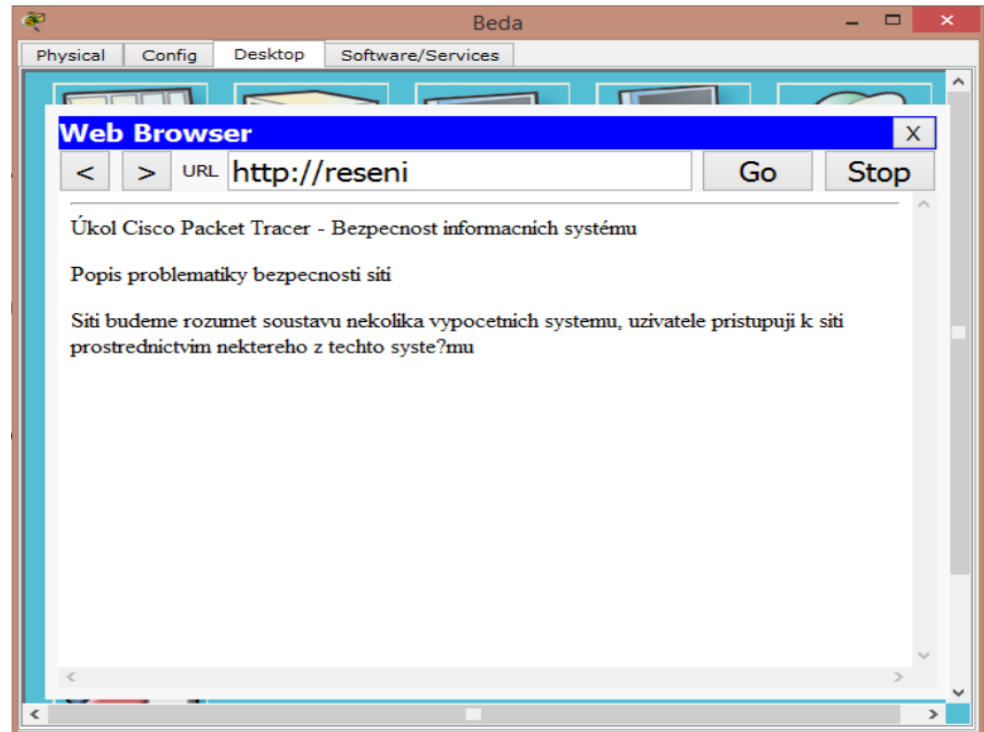 Beda
Physical Config Desktop Software/Services
Web Browser X
< > URL http://reseni Go Stop
Úkol Cisco Packet Tracer - Bezpecnost informacnich systému
Popis problematiky bezpecnosti siti
Siti budeme rozumet soustavu nekolika vypocetnich systemu, uzivatele pristupuji k siti
prostrednictvim nektereho z techto syste?mu